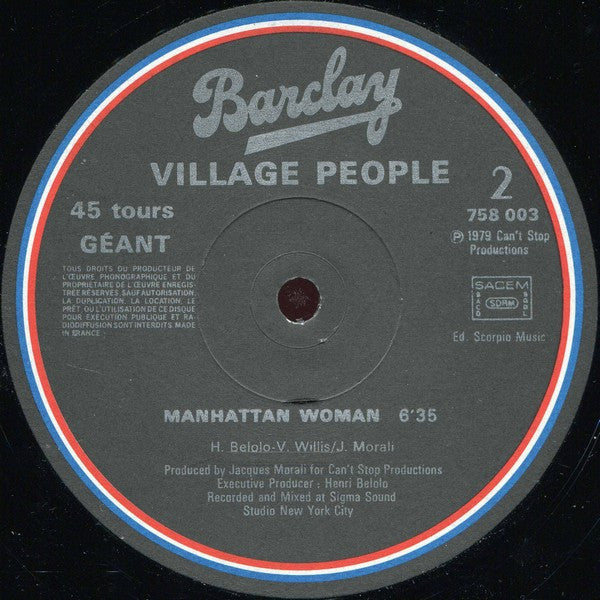 Barclay
VILLAGE PEOPLE
2
45 tours
GÉANT
758 003
℗ 1979 Can't Stop
Productions
TOUS DROITS DU PRODUCTEUR DE
L'ŒUVRE PHONOGRAPHIQUE ET DU
PROPRIETAIRE DE L'ŒUVRE ENREGIS-
TREE RESERVES SAUF AUTORISATION,
LA DUPLICATION, LA LOCATION, LE
PRÊT OU L'UTILISATION DE CE DISQUE
POUR EXECUTION PUBLIQUE ET RA-
DIODIFFUSION SONT INTERDITS MADE
IN FRANCE
SACEM
SACD
SDRM
SGDL
Ed. Scorpio Music
MANHATTAN WOMAN 6'35
H. Belolo-V. Willis/J. Morali
Produced by Jacques Morali for Can't Stop Productions
Executive Producer : Henri Belolo
Recorded and Mixed at Sigma Sound
Studio New York City